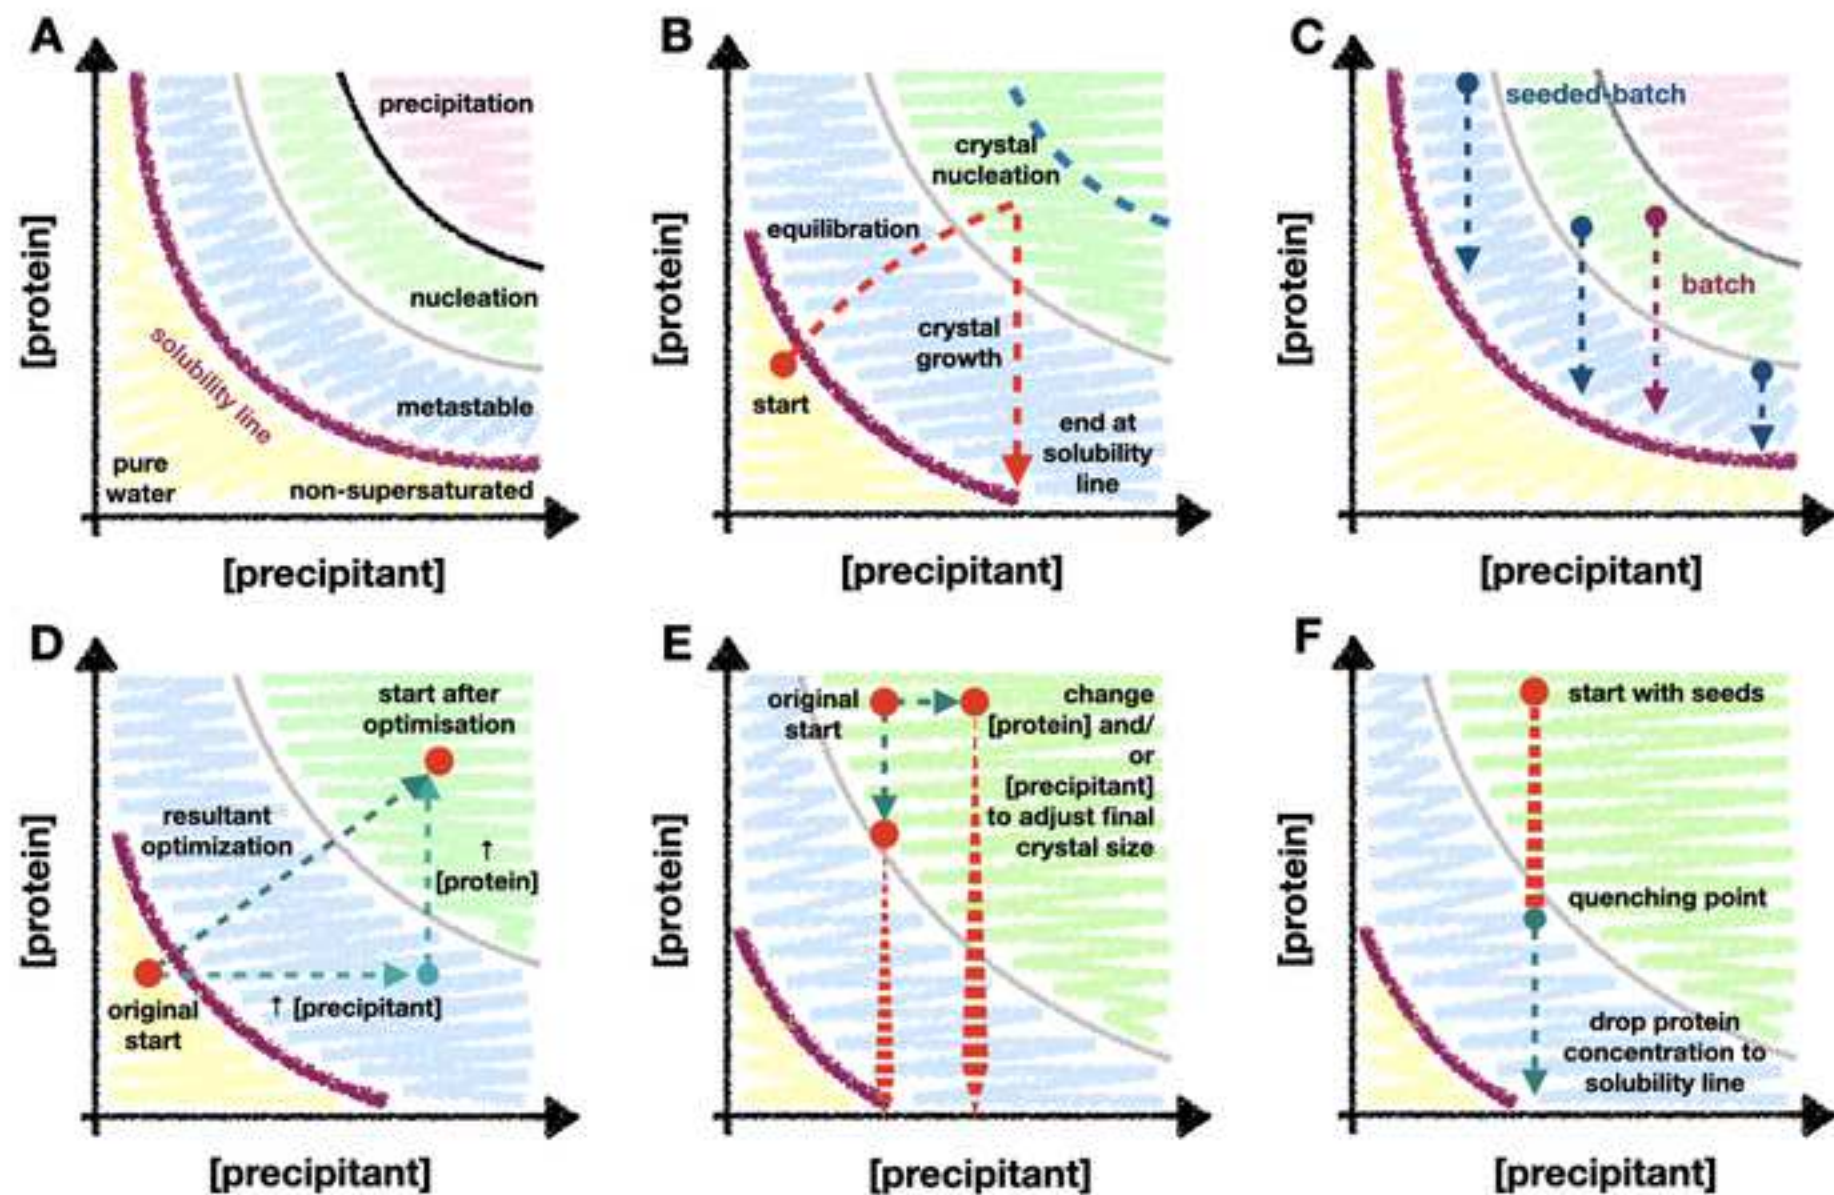 A
precipitation
nucleation
metastable
solubility line
pure
water
non-supersaturated
[protein]
[precipitant]
B
crystal
nucleation
equilibration
crystal
growth
start
end at
solubility
line
[protein]
[precipitant]
C
seeded-batch
batch
[protein]
[precipitant]
D
start after
optimisation
resultant
optimization
↑
[protein]
↑ [precipitant]
original
start
[protein]
[precipitant]
E
original
start
change
[protein] and/
or
[precipitant]
to adjust final
crystal size
[protein]
[precipitant]
F
start with seeds
quenching point
drop protein
concentration to
solubility line
[protein]
[precipitant]